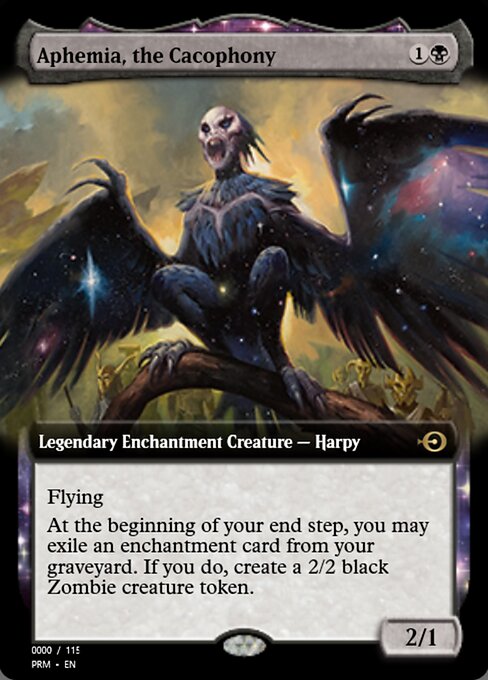 Aphemia, the Cacophony 1
Legendary Enchantment Creature — Harpy
Flying
At the beginning of your end step, you may
exile an enchantment card from your
graveyard. If you do, create a 2/2 black
Zombie creature token.
2/1
0000 / 115
PRM • EN